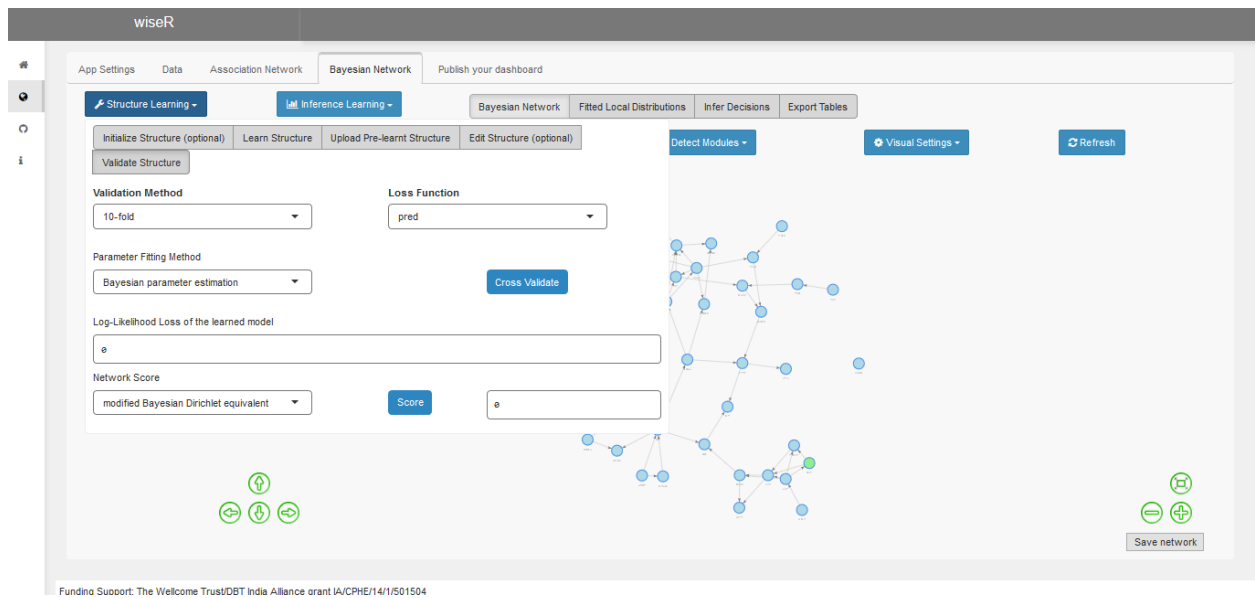 wiseR
App Settings Data Association Network Bayesian Network Publish your dashboard
Structure Learning Inference Learning Bayesian Network Fitted Local Distributions Infer Decisions Export Tables
Initialize Structure (optional) Learn Structure Upload Pre-learnt Structure Edit Structure (optional) Detect Modules Visual Settings Refresh
Validate Structure
Validation Method Loss Function
10-fold pred
Parameter Fitting Method
Bayesian parameter estimation Cross Validate
Log-Likelihood Loss of the learned model
0
Network Score
modified Bayesian Dirichlet equivalent Score 0
Save network
Funding Support: The Wellcome Trust/DBT India Alliance grant IA/CPHE/14/1/501504